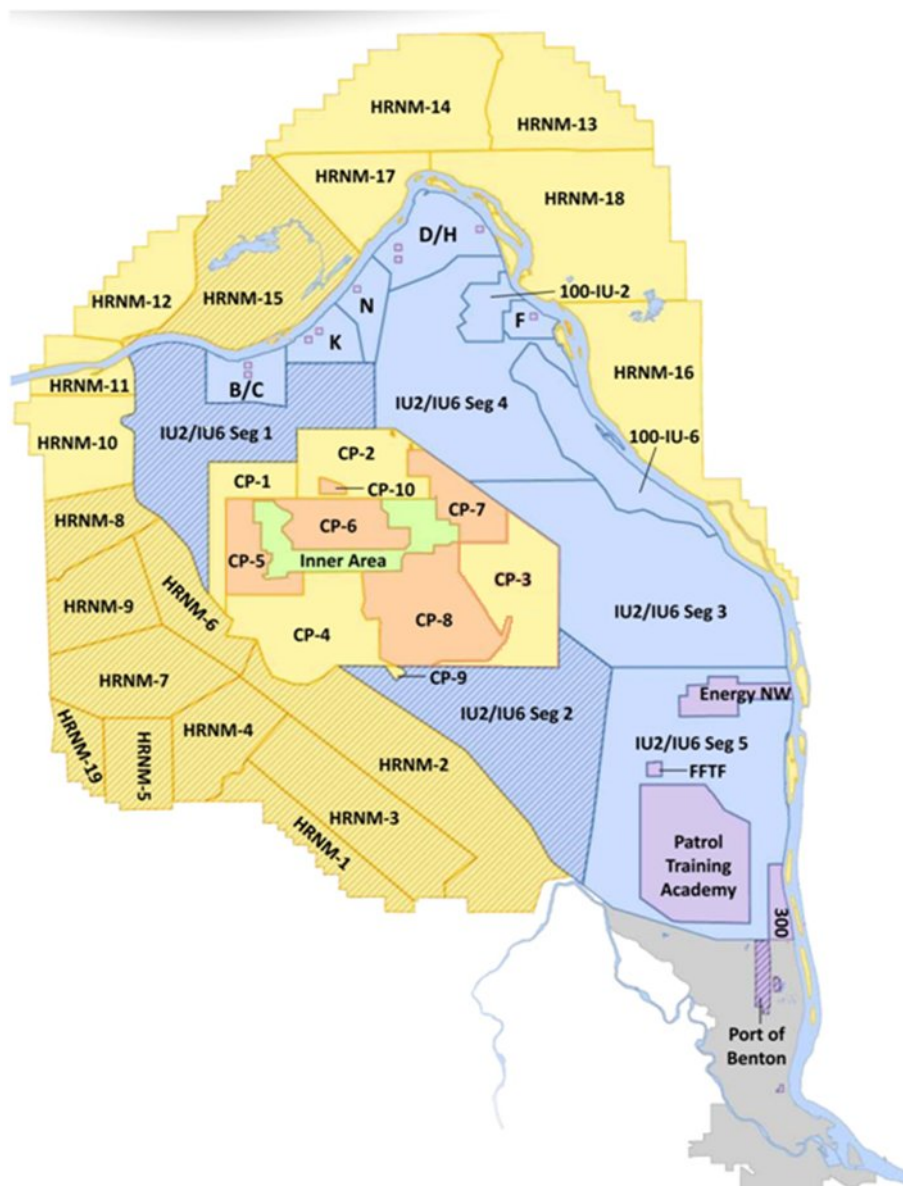 HRNM-14
HRNM-13
HRNM-17
HRNM-18
D/H
HRNM-12
HRNM-15
N
100-IU-2
F
K
HRNM-11
B/C
HRNM-16
IU2/IU6 Seg 4
IU2/IU6 Seg 1
HRNM-10
100-IU-6
CP-2
CP-1
CP-10
CP-7
HRNM-8
CP-6
CP-5
Inner Area
CP-3
HRNM-9
HRNM-6
CP-4
CP-8
IU2/IU6 Seg 3
CP-9
HRNM-7
Energy NW
IU2/IU6 Seg 2
HRNM-4
HRNM-19
HRNM-5
IU2/IU6 Seg 5
HRNM-2
FFTF
HRNM-3
HRNM-1
Patrol
Training
Academy
300
Port of
Benton